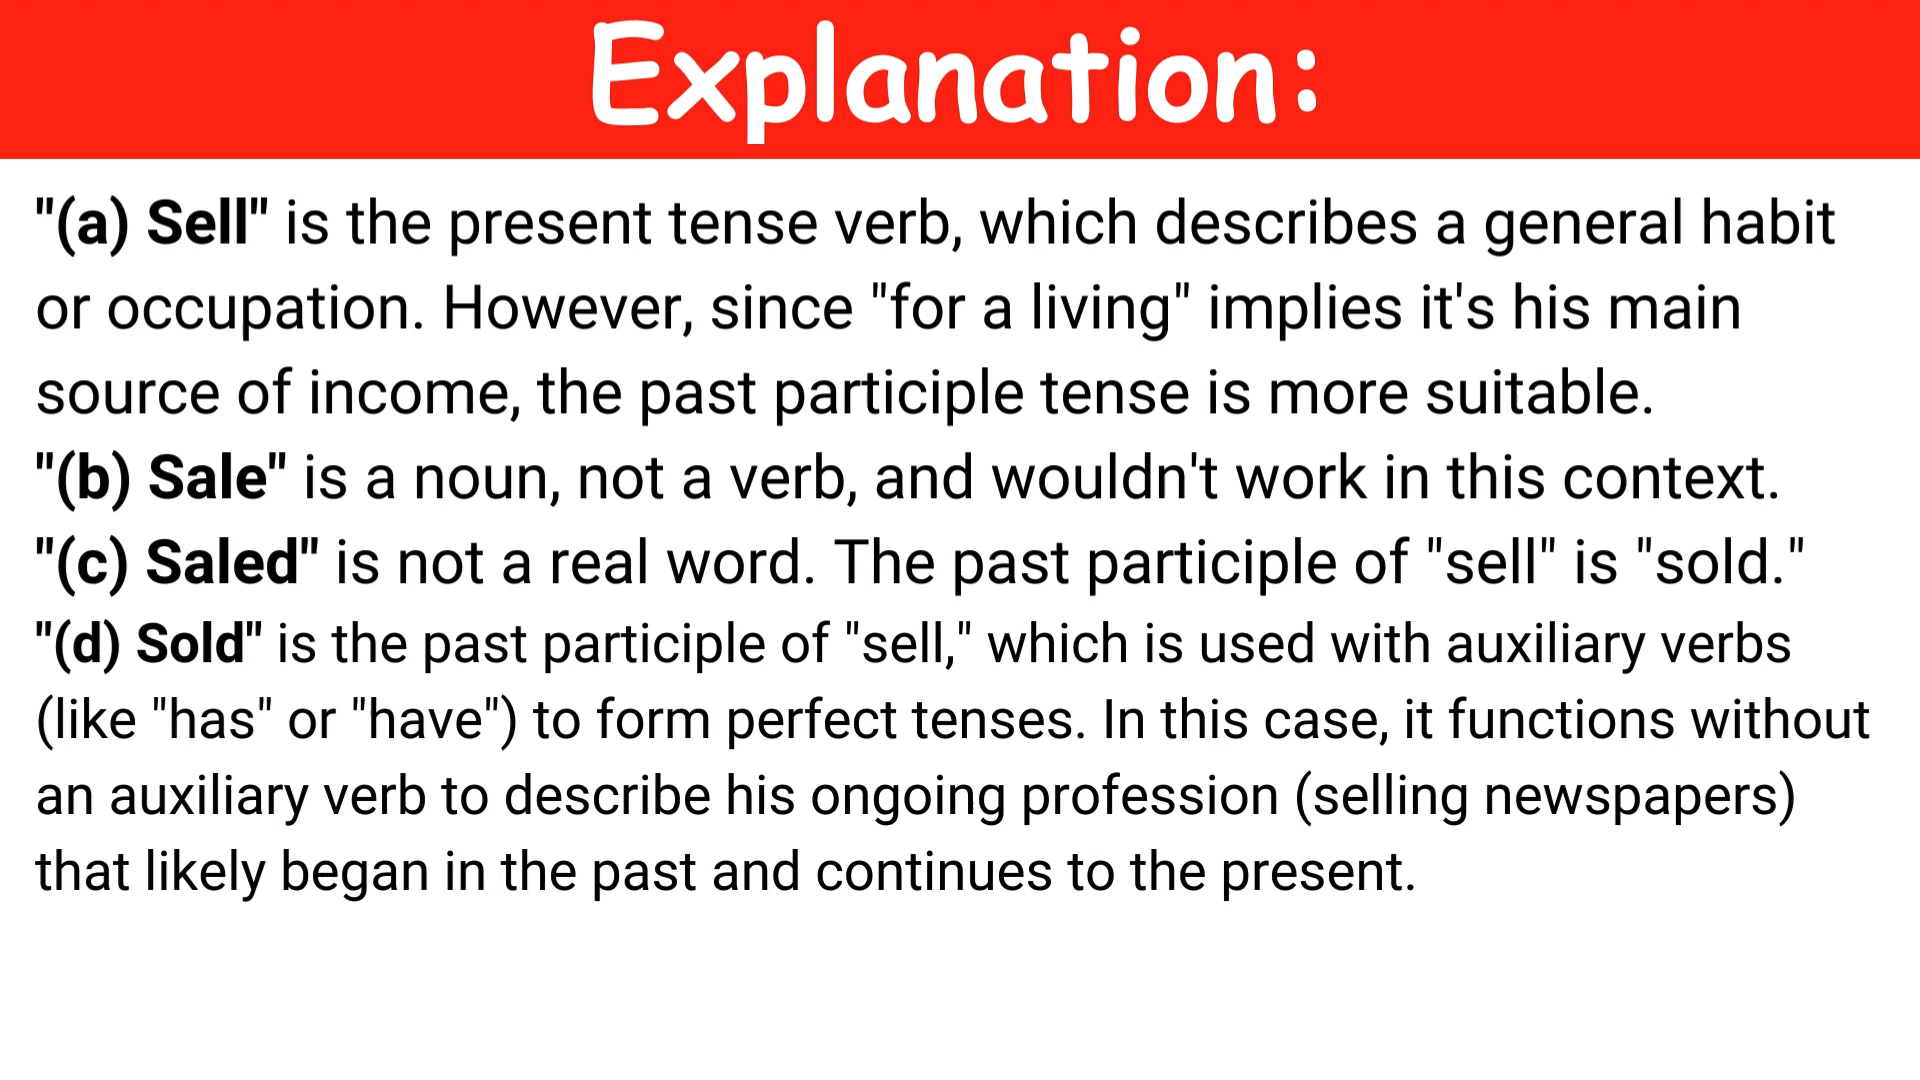 Explanation:
"(a) Sell" is the present tense verb, which describes a general habit
or occupation. However, since "for a living" implies it's his main
source of income, the past participle tense is more suitable.
"(b) Sale" is a noun, not a verb, and wouldn't work in this context.
"(c) Saled" is not a real word. The past participle of "sell" is "sold."
"(d) Sold" is the past participle of "sell," which is used with auxiliary verbs
(like "has" or "have") to form perfect tenses. In this case, it functions without
an auxiliary verb to describe his ongoing profession (selling newspapers)
that likely began in the past and continues to the present.